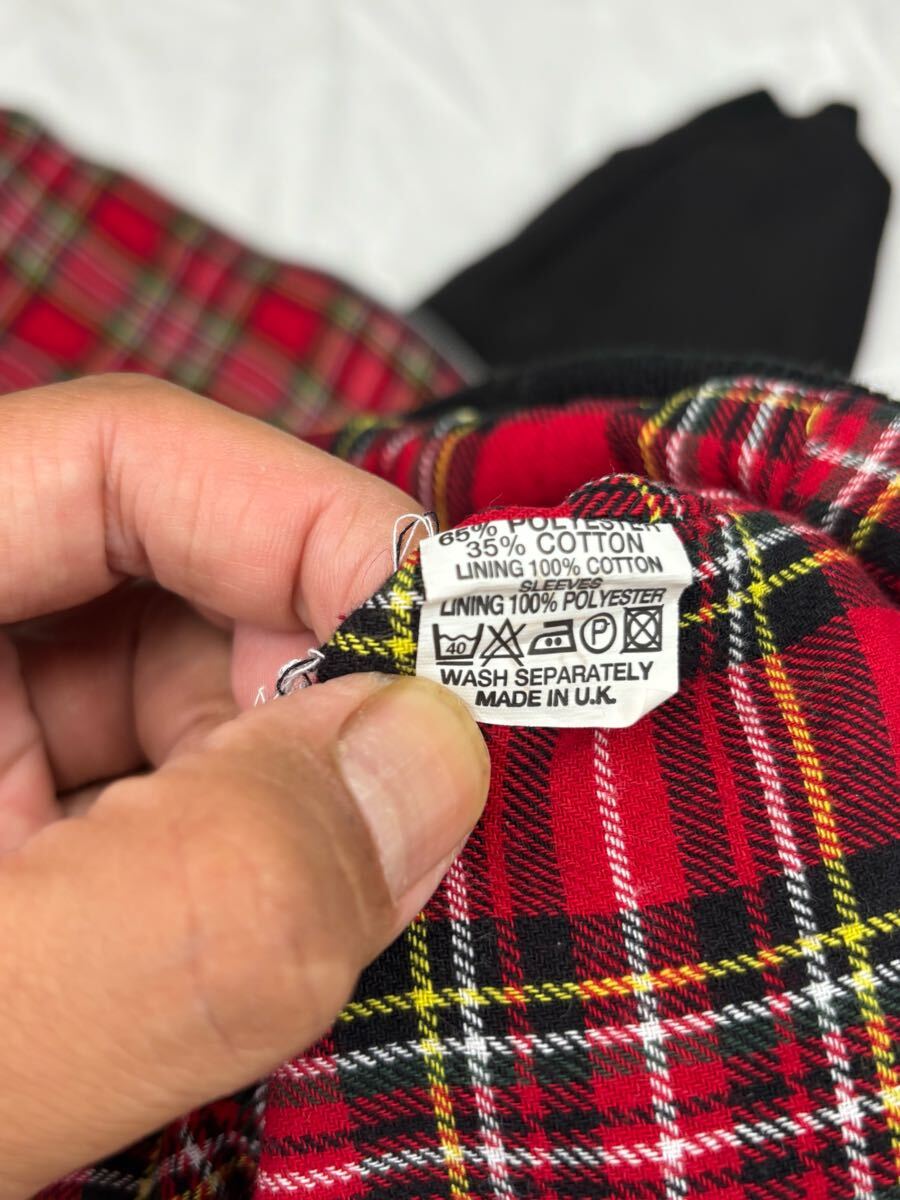 65% POLYESTER
35% COTTON
LINING 100% COTTON
SLEEVES
LINING 100% POLYESTER
40 P
WASH SEPARATELY
MADE IN U.K.